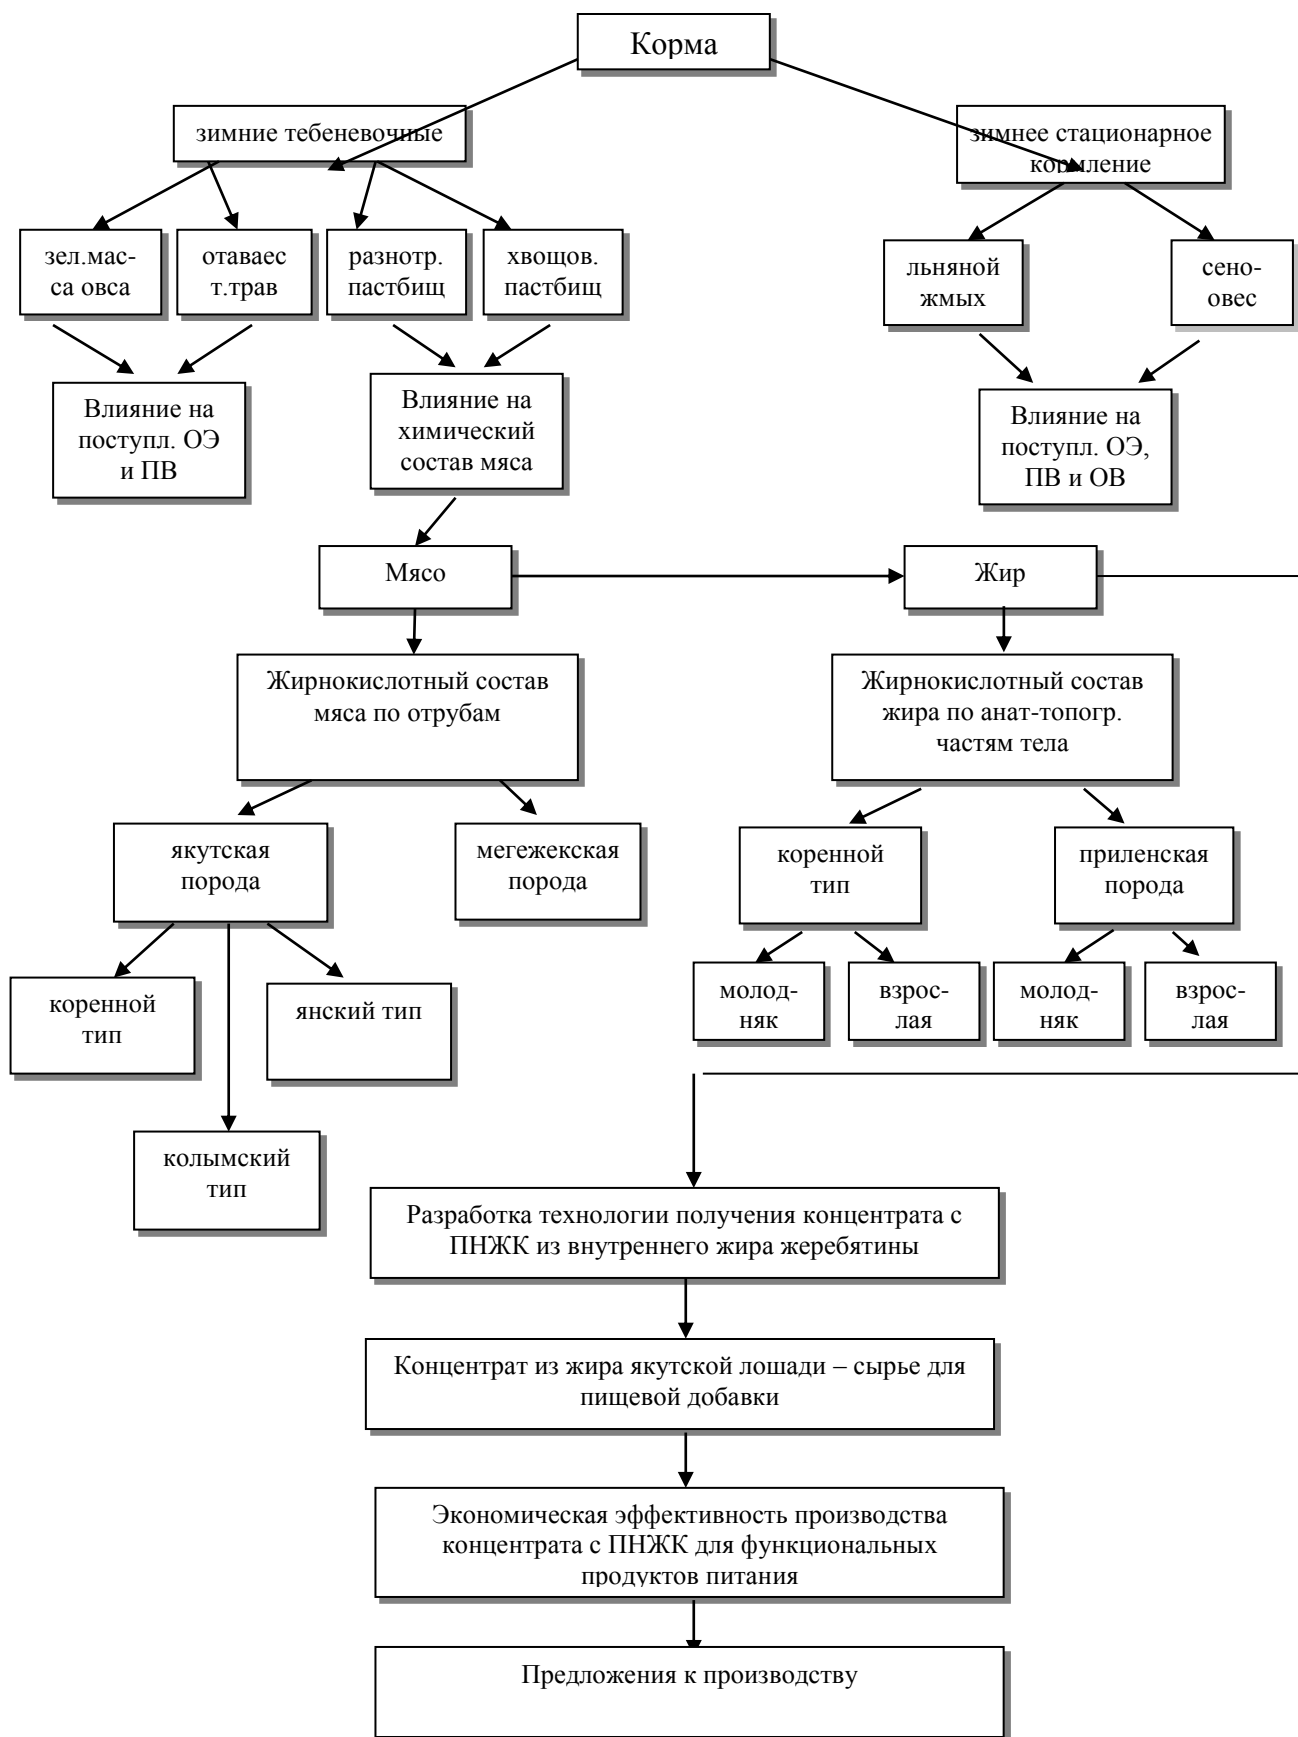 Корма
зимние тебеневочные
зимнее стационарное
кормление
зел.мас-
са овса
отаваес
т.трав
разнотр.
пастбищ
хвощов.
пастбищ
льняной
жмых
сено-
овес
Влияние на
поступл. ОЭ
и ПВ
Влияние на
химический
состав мяса
Влияние на
поступл. ОЭ,
ПВ и ОВ
Мясо
Жир
Жирнокислотный состав
мяса по отрубам
Жирнокислотный состав
жира по анат-топогр.
частям тела
якутская
порода
мегежекская
порода
коренной
тип
приленская
порода
коренной
тип
янский тип
молод-
няк
взрос-
лая
молод-
няк
взрос-
лая
колымский
тип
Разработка технологии получения концентрата с
ПНЖК из внутреннего жира жеребятины
Концентрат из жира якутской лошади – сырье для
пищевой добавки
Экономическая эффективность производства
концентрата с ПНЖК для функциональных
продуктов питания
Предложения к производству